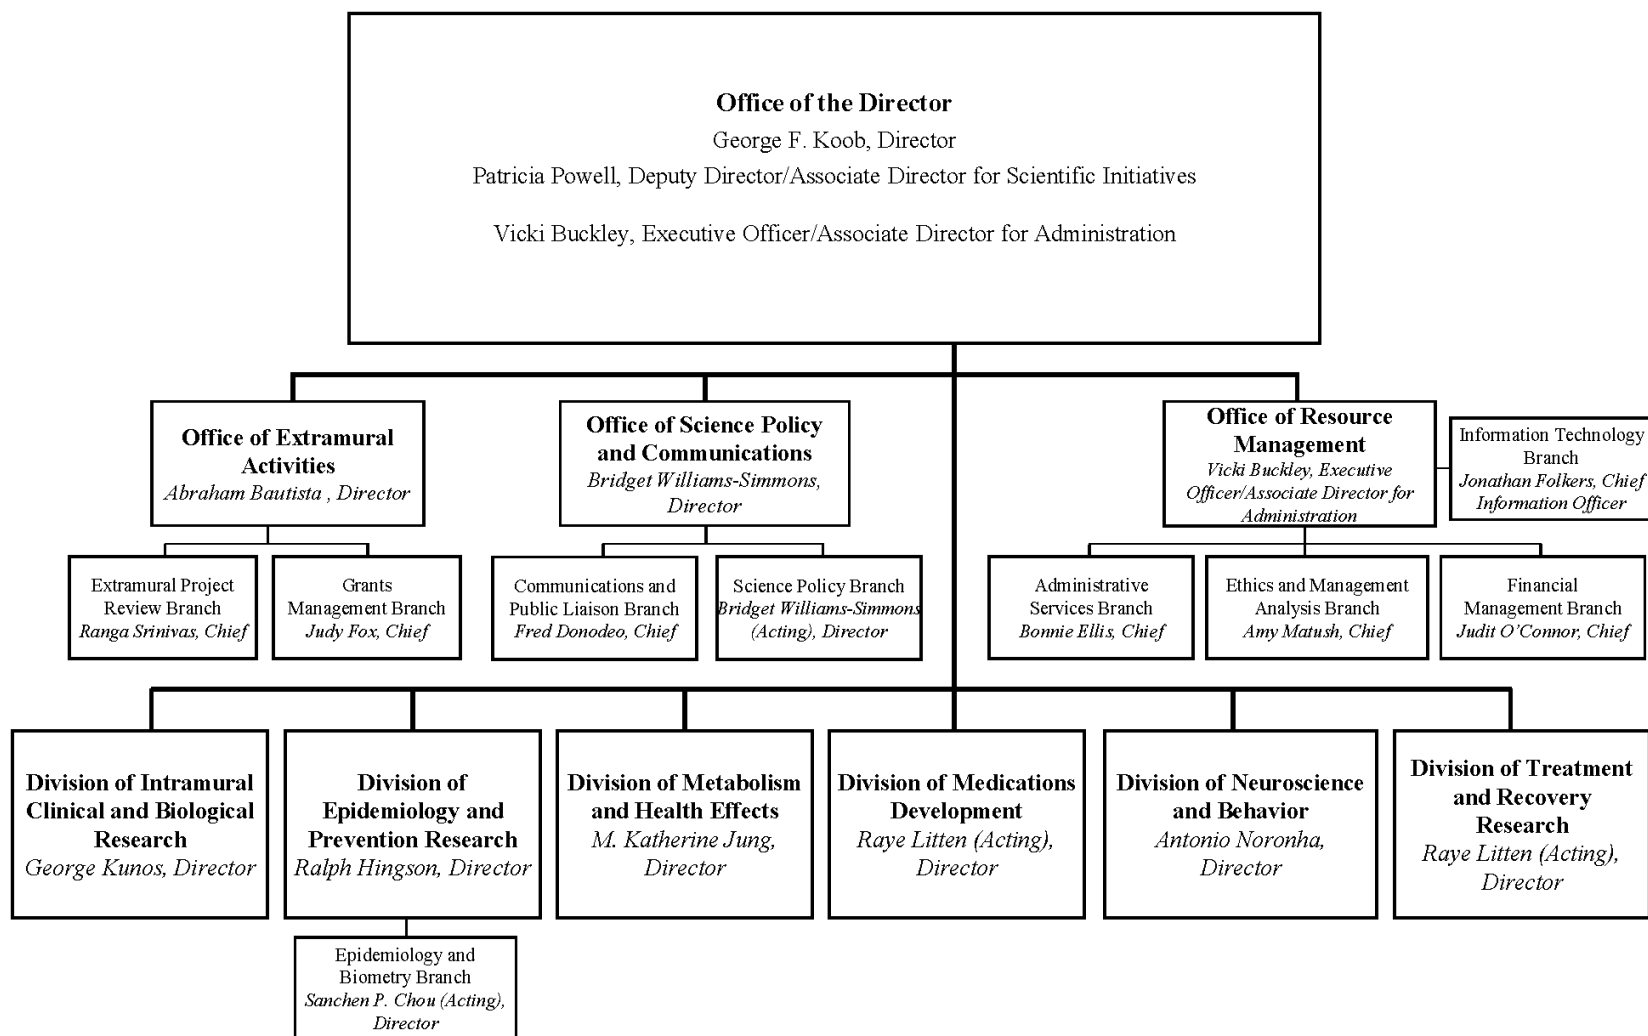 Office of the Director
George F. Koob, Director
Patricia Powell, Deputy Director/Associate Director for Scientific Initiatives
Vicki Buckley, Executive Officer/Associate Director for Administration
Office of Extramural
Activities
Abraham Bautista , Director
Office of Science Policy
and Communications
Bridget Williams-Simmons,
Director
Office of Resource
Management
Vicki Buckley, Executive
Officer/Associate Director for
Administration
Information Technology
Branch
Jonathan Folkers, Chief
Information Officer
Extramural Project
Review Branch
Ranga Srinivas, Chief
Grants
Management Branch
Judy Fox, Chief
Communications and
Public Liaison Branch
Fred Donodeo, Chief
Science Policy Branch
Bridget Williams-Simmons
(Acting), Director
Administrative
Services Branch
Bonnie Ellis, Chief
Ethics and Management
Analysis Branch
Amy Matush, Chief
Financial
Management Branch
Judit O’Connor, Chief
Division of Intramural
Clinical and Biological
Research
George Kunos, Director
Division of
Epidemiology and
Prevention Research
Ralph Hingson, Director
Division of Metabolism
and Health Effects
M. Katherine Jung,
Director
Division of Medications
Development
Raye Litten (Acting),
Director
Division of Neuroscience
and Behavior
Antonio Noronha,
Director
Division of Treatment
and Recovery
Research
Raye Litten (Acting),
Director
Epidemiology and
Biometry Branch
Sanchen P. Chou (Acting),
Director